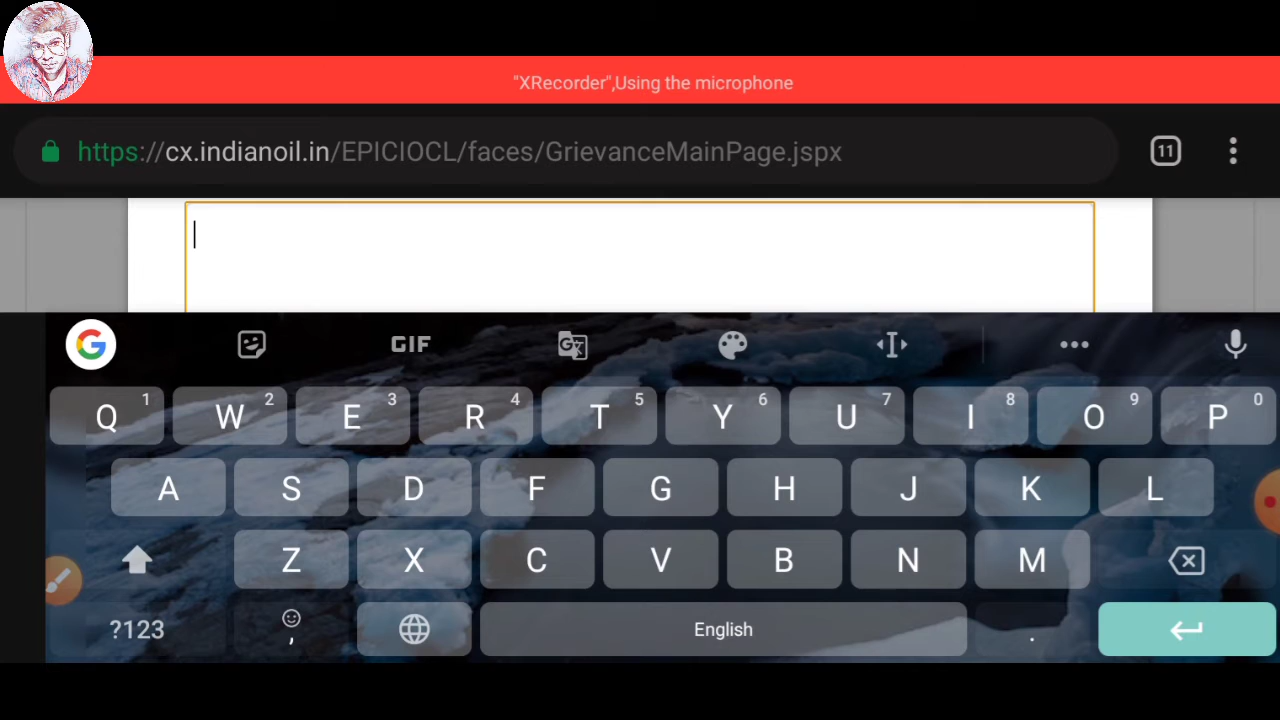 "XRecorder",Using the microphone
https://cx.indianoil.in/EPICIOCL/faces/GrievanceMainPage.jspx
11
GIF
Q 1 W 2 E 3 R 4 T 5 Y 6 U 7 I 8 O 9 P 0
A S D F G H J K L
Z X C V B N M
?123 , English .